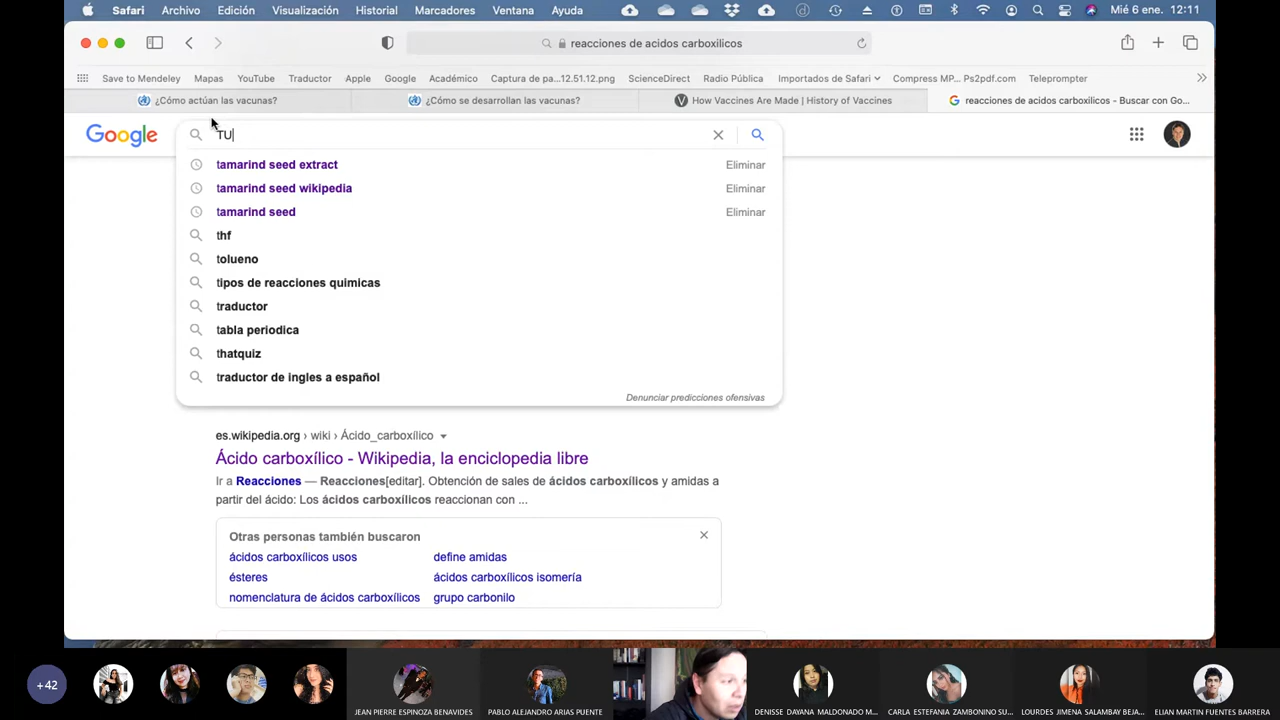 Safari Archivo Edición Visualización Historial Marcadores Ventana Ayuda Mié 6 ene. 12:11
reacciones de acidos carboxilicos
Save to Mendeley Mapas YouTube Traductor Apple Google Académico Captura de pa...12.51.12.png ScienceDirect Radio Pública Importados de Safari Compress MP... Ps2pdf.com Teleprompter
¿Cómo actúan las vacunas? ¿Cómo se desarrollan las vacunas? How Vaccines Are Made | History of Vaccines reacciones de acidos carboxilicos - Buscar con Go...
Google TU
tamarind seed extract Eliminar
tamarind seed wikipedia Eliminar
tamarind seed Eliminar
thf
tolueno
tipos de reacciones quimicas
traductor
tabla periodica
thatquiz
traductor de ingles a español
Denunciar predicciones ofensivas
es.wikipedia.org › wiki › Ácido_carboxílico
Ácido carboxílico - Wikipedia, la enciclopedia libre
Ir a Reacciones — Reacciones[editar]. Obtención de sales de ácidos carboxílicos y amidas a
partir del ácido: Los ácidos carboxílicos reaccionan con ...
Otras personas también buscaron
ácidos carboxílicos usos define amidas
ésteres ácidos carboxílicos isomería
nomenclatura de ácidos carboxílicos grupo carbonilo
+42
JEAN PIERRE ESPINOZA BENAVIDES PABLO ALEJANDRO ARIAS PUENTE DENISSE DAYANA MALDONADO M... CARLA ESTEFANIA ZAMBONINO SU... LOURDES JIMENA SALAMBAY BEJA... ELIAN MARTIN FUENTES BARRERA